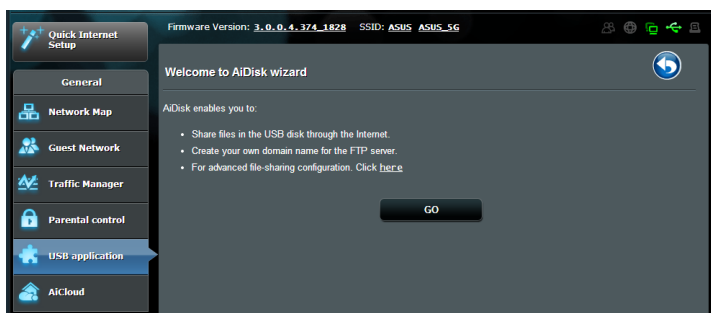 Quick Internet
Setup
Firmware Version: 3.0.0.4.374_1828 SSID: ASUS ASUS_5G
General
Network Map
Guest Network
Traffic Manager
Parental control
USB application
AiCloud
Welcome to AiDisk wizard
AiDisk enables you to:
• Share files in the USB disk through the Internet.
• Create your own domain name for the FTP server.
• For advanced file-sharing configuration. Click here
GO